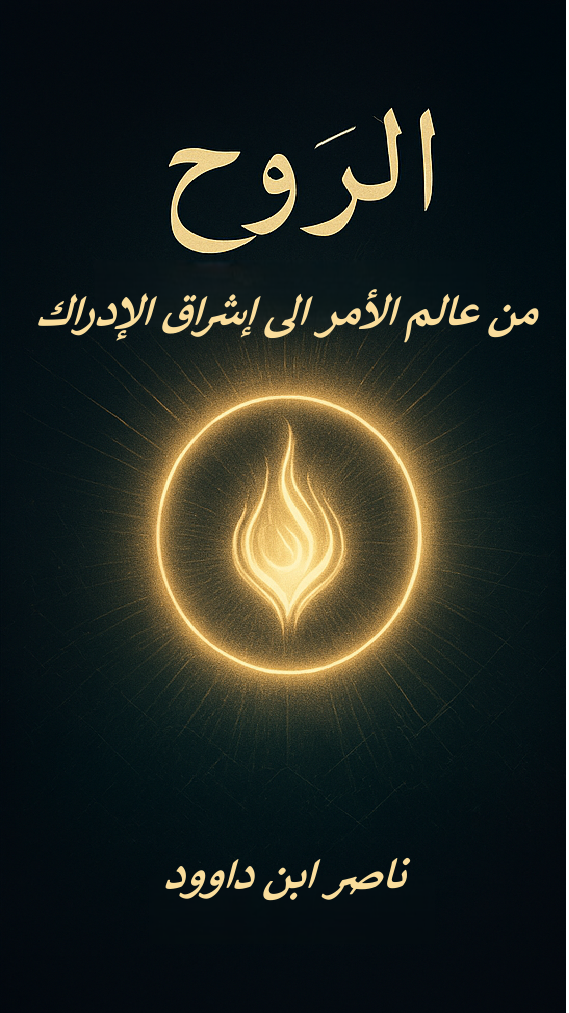 الرَوح
من عالم الأمر الى إشراق الإدراك
ناصر ابن داوود